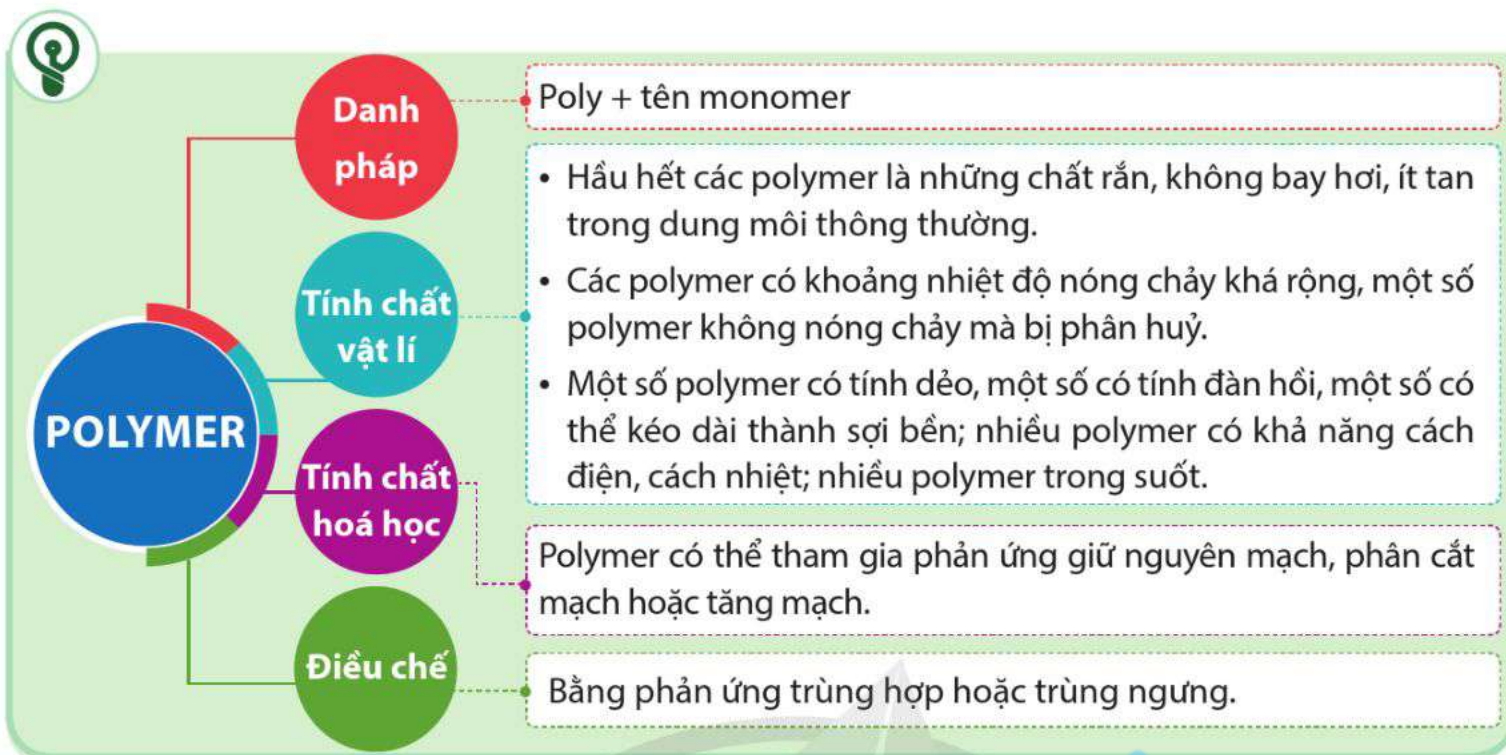 POLYMER
Danh
pháp
Poly + tên monomer
Tính chất
vật lí
• Hầu hết các polymer là những chất rắn, không bay hơi, ít tan
trong dung môi thông thường.
• Các polymer có khoảng nhiệt độ nóng chảy khá rộng, một số
polymer không nóng chảy mà bị phân huỷ.
• Một số polymer có tính dẻo, một số có tính đàn hồi, một số có
thể kéo dài thành sợi bền; nhiều polymer có khả năng cách
điện, cách nhiệt; nhiều polymer trong suốt.
Tính chất
hoá học
Polymer có thể tham gia phản ứng giữ nguyên mạch, phân cắt
mạch hoặc tăng mạch.
Điều chế
Bằng phản ứng trùng hợp hoặc trùng ngưng.